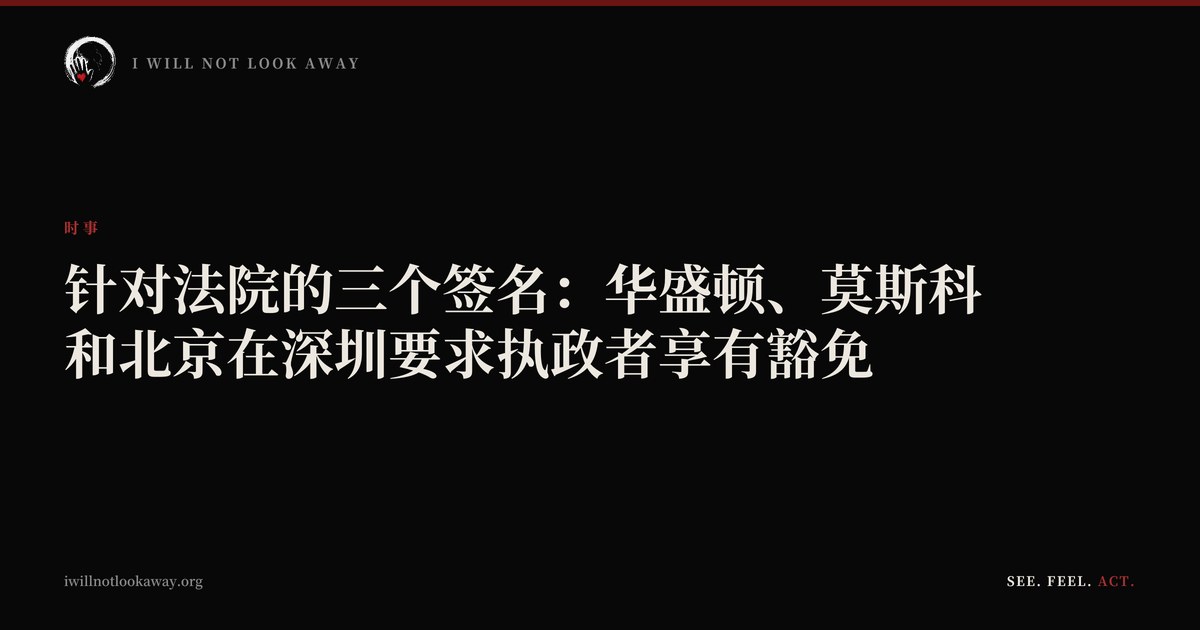 I WILL NOT LOOK AWAY
时事
针对法院的三个签名：华盛顿、莫斯科
和北京在深圳要求执政者享有豁免
iwillnotlookaway.org
SEE. FEEL. ACT.